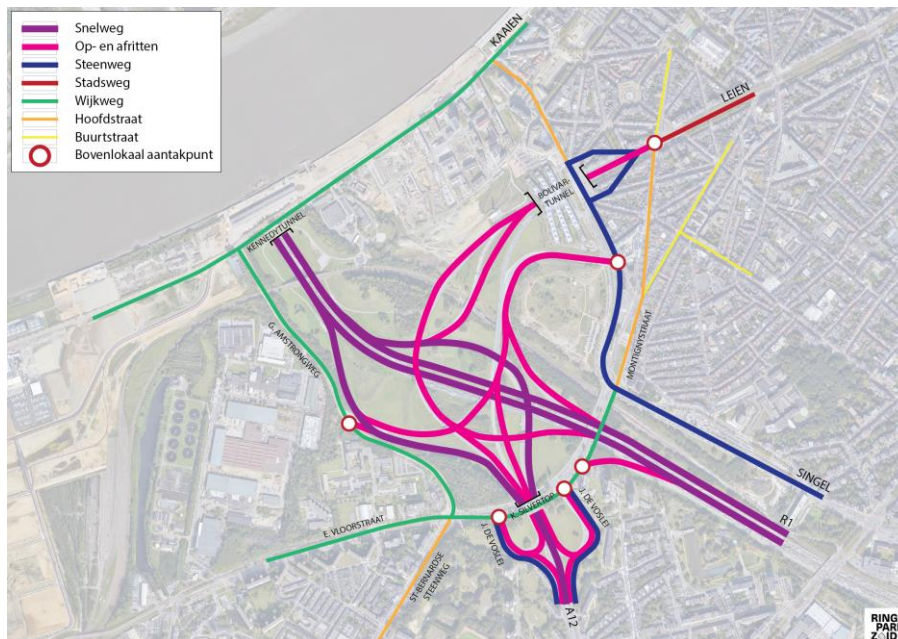 Snelweg
Op- en afritten
Steenweg
Stadsweg
Wijkweg
Hoofdstraat
Buurtstraat
Bovenlokaal aantakpunt
KAAIEN
LEIEN
BOLIVAR-
TUNNEL
KENNEDYTUNNEL
G. AMSTRONGWEG
MONTIGNYSTRAAT
SINGEL
R1
K. SILVERTOP
J. DE VOSLEI
J. DE VOSLEI
E. VLOORSTRAAT
ST-BERNARDSE
STEENWEG
A12
RING
PARK
ZUID